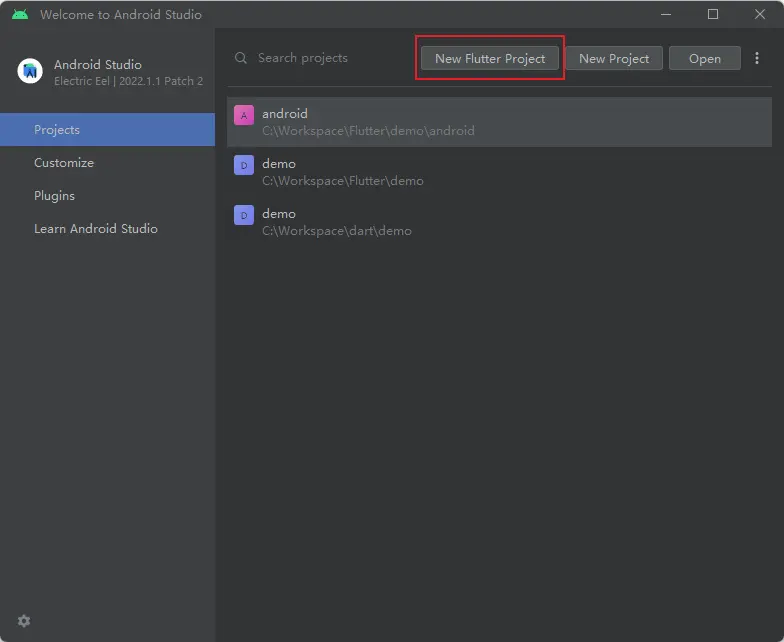 Welcome to Android Studio
Android Studio
Electric Eel | 2022.1.1 Patch 2
Projects
Customize
Plugins
Learn Android Studio
Search projects
New Flutter Project
New Project
Open
A
android
C:\Workspace\Flutter\demo\android
D
demo
C:\Workspace\Flutter\demo
D
demo
C:\Workspace\dart\demo